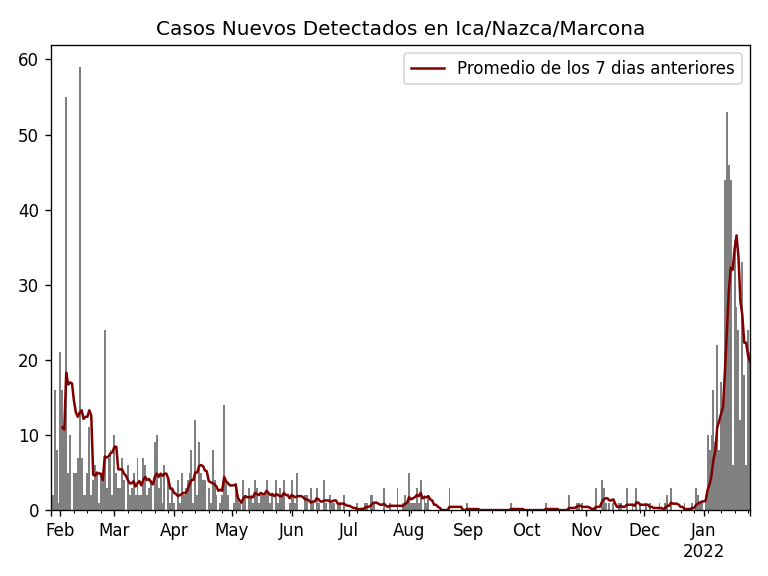 Casos Nuevos Detectados en Ica/Nazca/Marcona
Promedio de los 7 dias anteriores
60
50
40
30
20
10
0
Feb Mar Apr May Jun Jul Aug Sep Oct Nov Dec Jan
2022